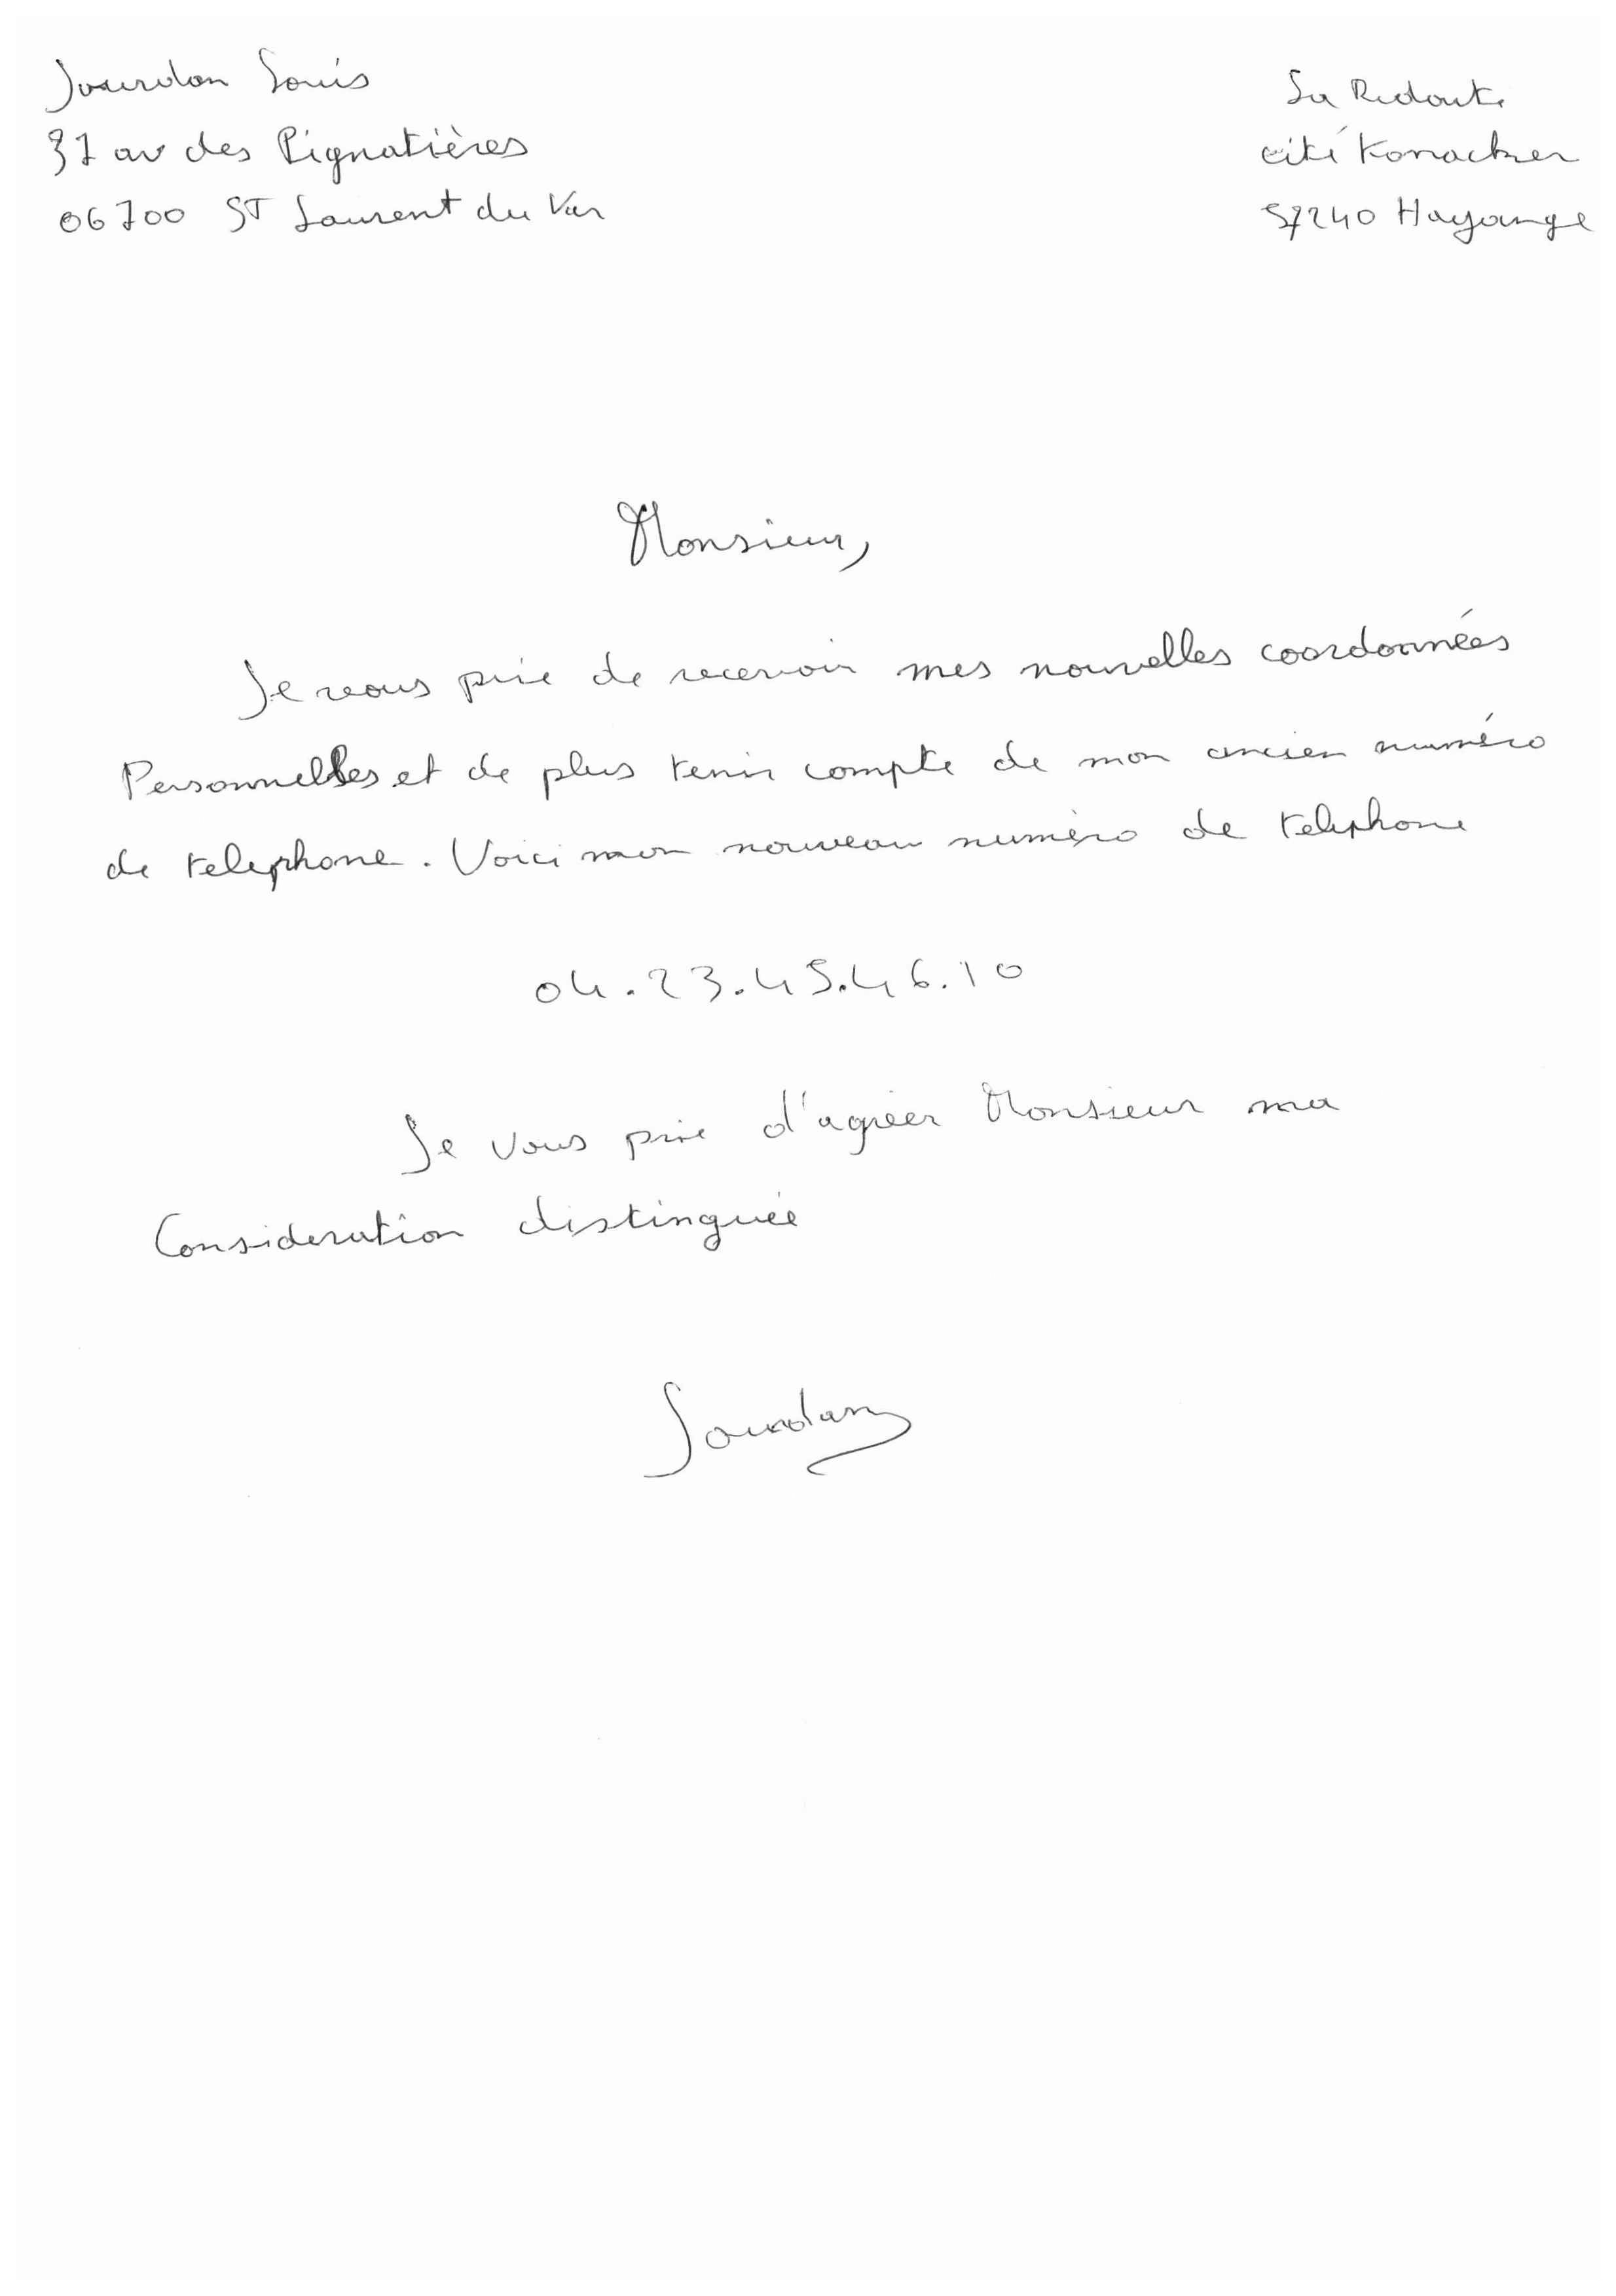 Jourdan Louis
37 av des Pignatières
06700 ST Laurent du Var
La Redoute
cité Konacker
57240 Hayange
Monsieur,
Je vous prie de recevoir mes nouvelles coordonnées
Personnelles et de plus tenir compte de mon ancien numéro
de telephone. Voici mon nouveau numéro de telephone
04.23.45.46.10
Je vous prie d'agréer Monsieur ma
Consideration distinguée
Jourdan